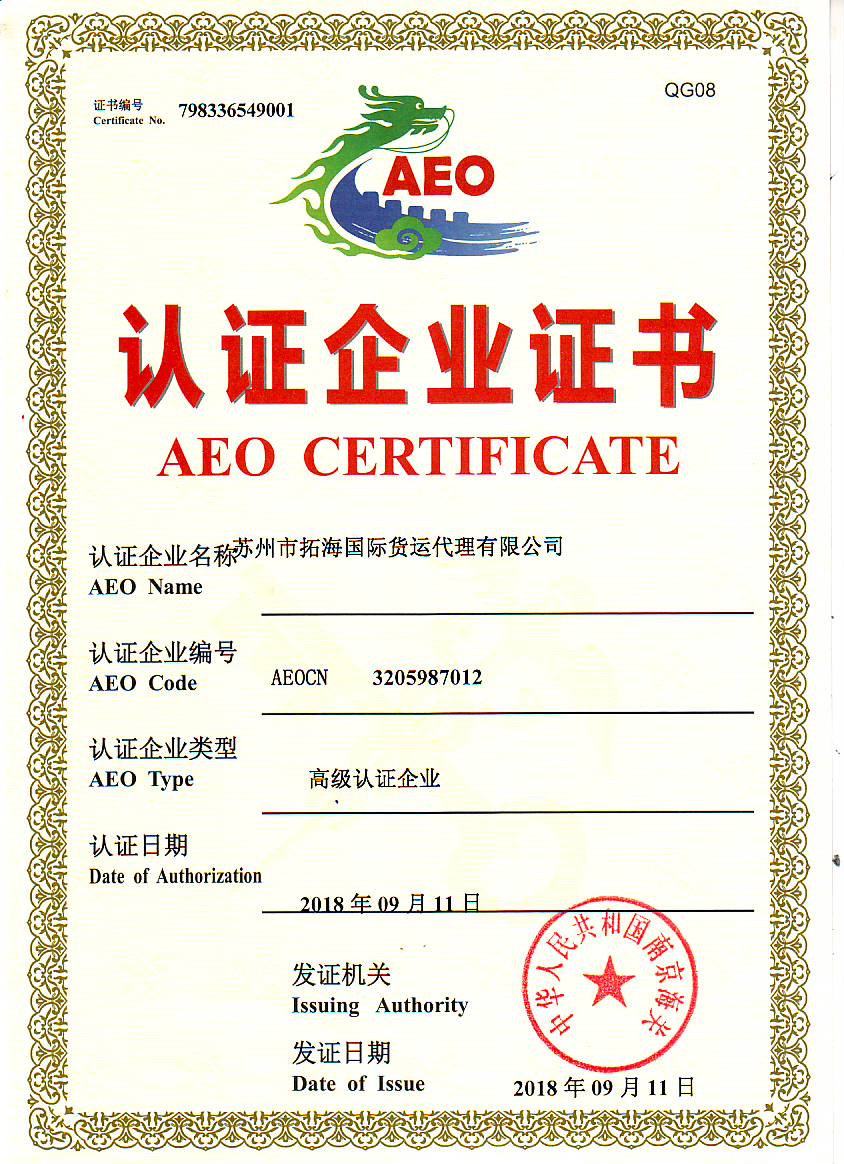 QG08
证书编号 798336549001
Certificate No.
AEO
认证企业证书
AEO CERTIFICATE
认证企业名称 苏州市拓海国际货运代理有限公司
AEO Name
认证企业编号
AEO Code AEOCN 3205987012
认证企业类型
AEO Type 高级认证企业
认证日期
Date of Authorization
2018 年 09 月 11 日
中华人民共和国南京海关
发证机关
Issuing Authority
发证日期
Date of Issue 2018 年 09 月 11 日